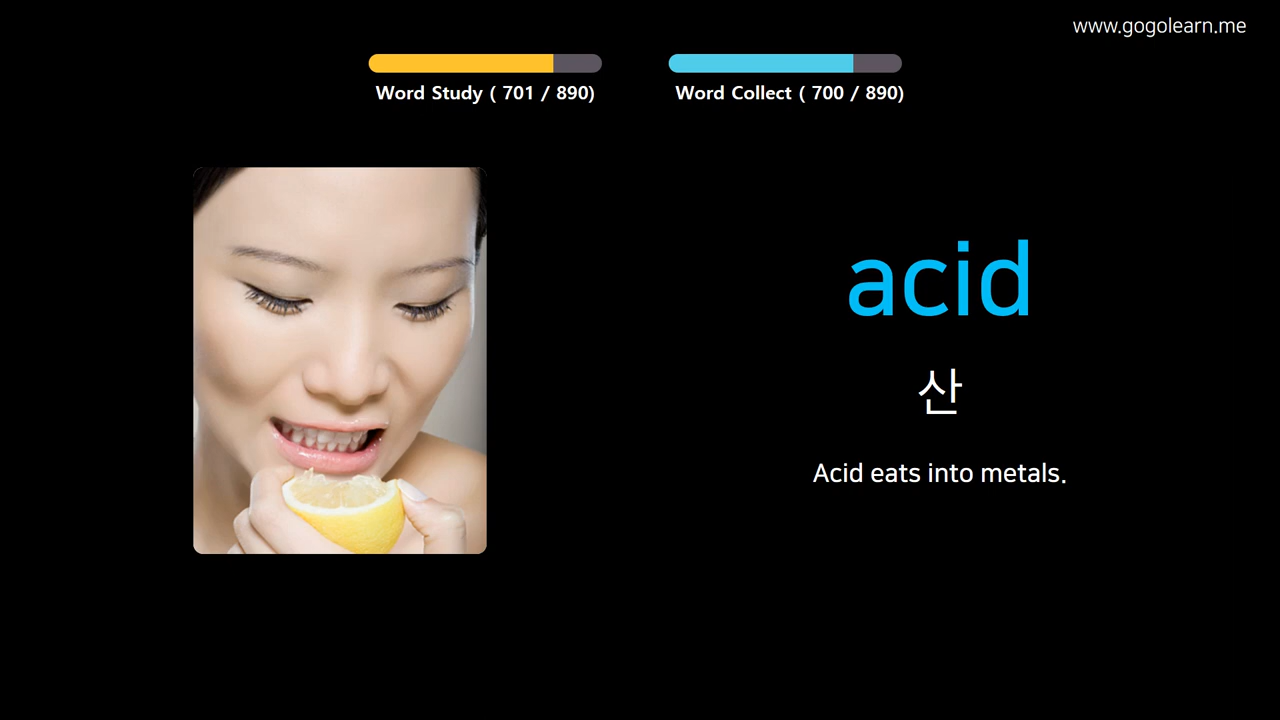 www.gogolearn.me
Word Study ( 701 / 890)
Word Collect ( 700 / 890)
acid
산
Acid eats into metals.